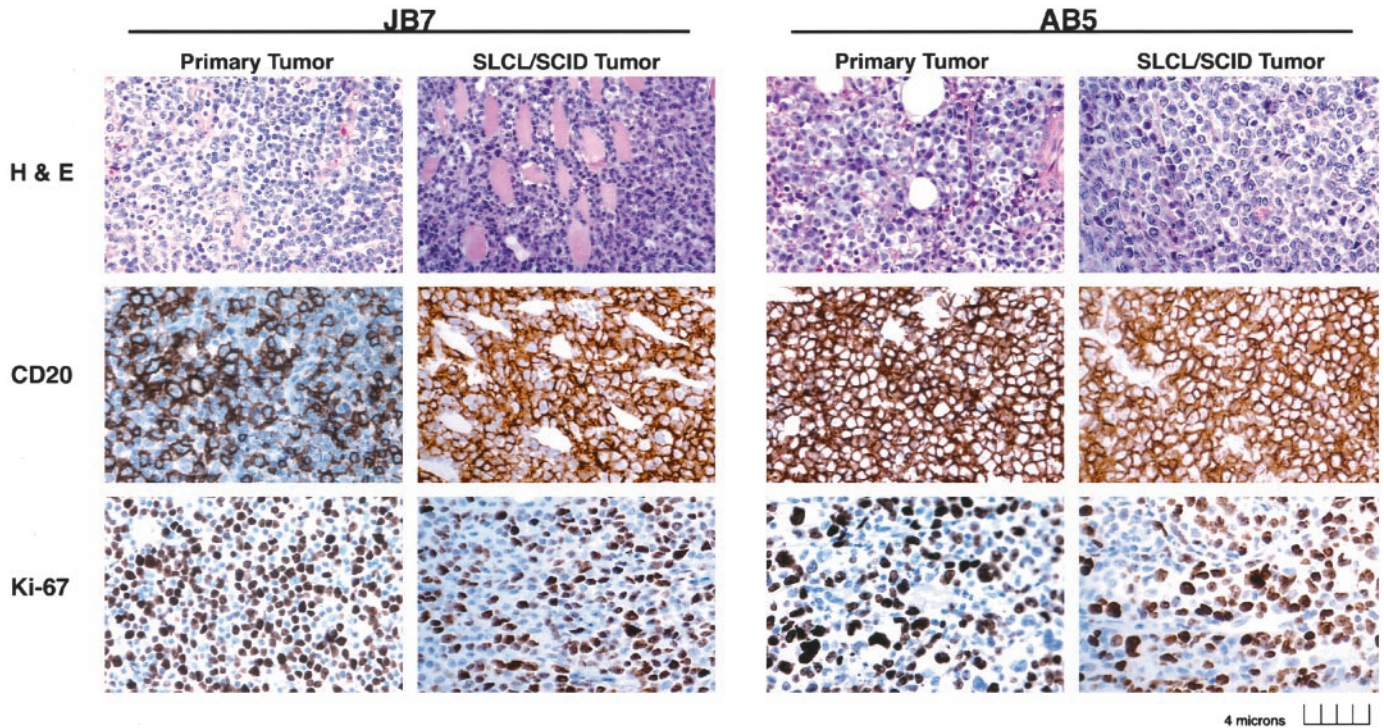 JB7 AB5
Primary Tumor SLCL/SCID Tumor Primary Tumor SLCL/SCID Tumor
H & E
CD20
Ki-67
4 microns